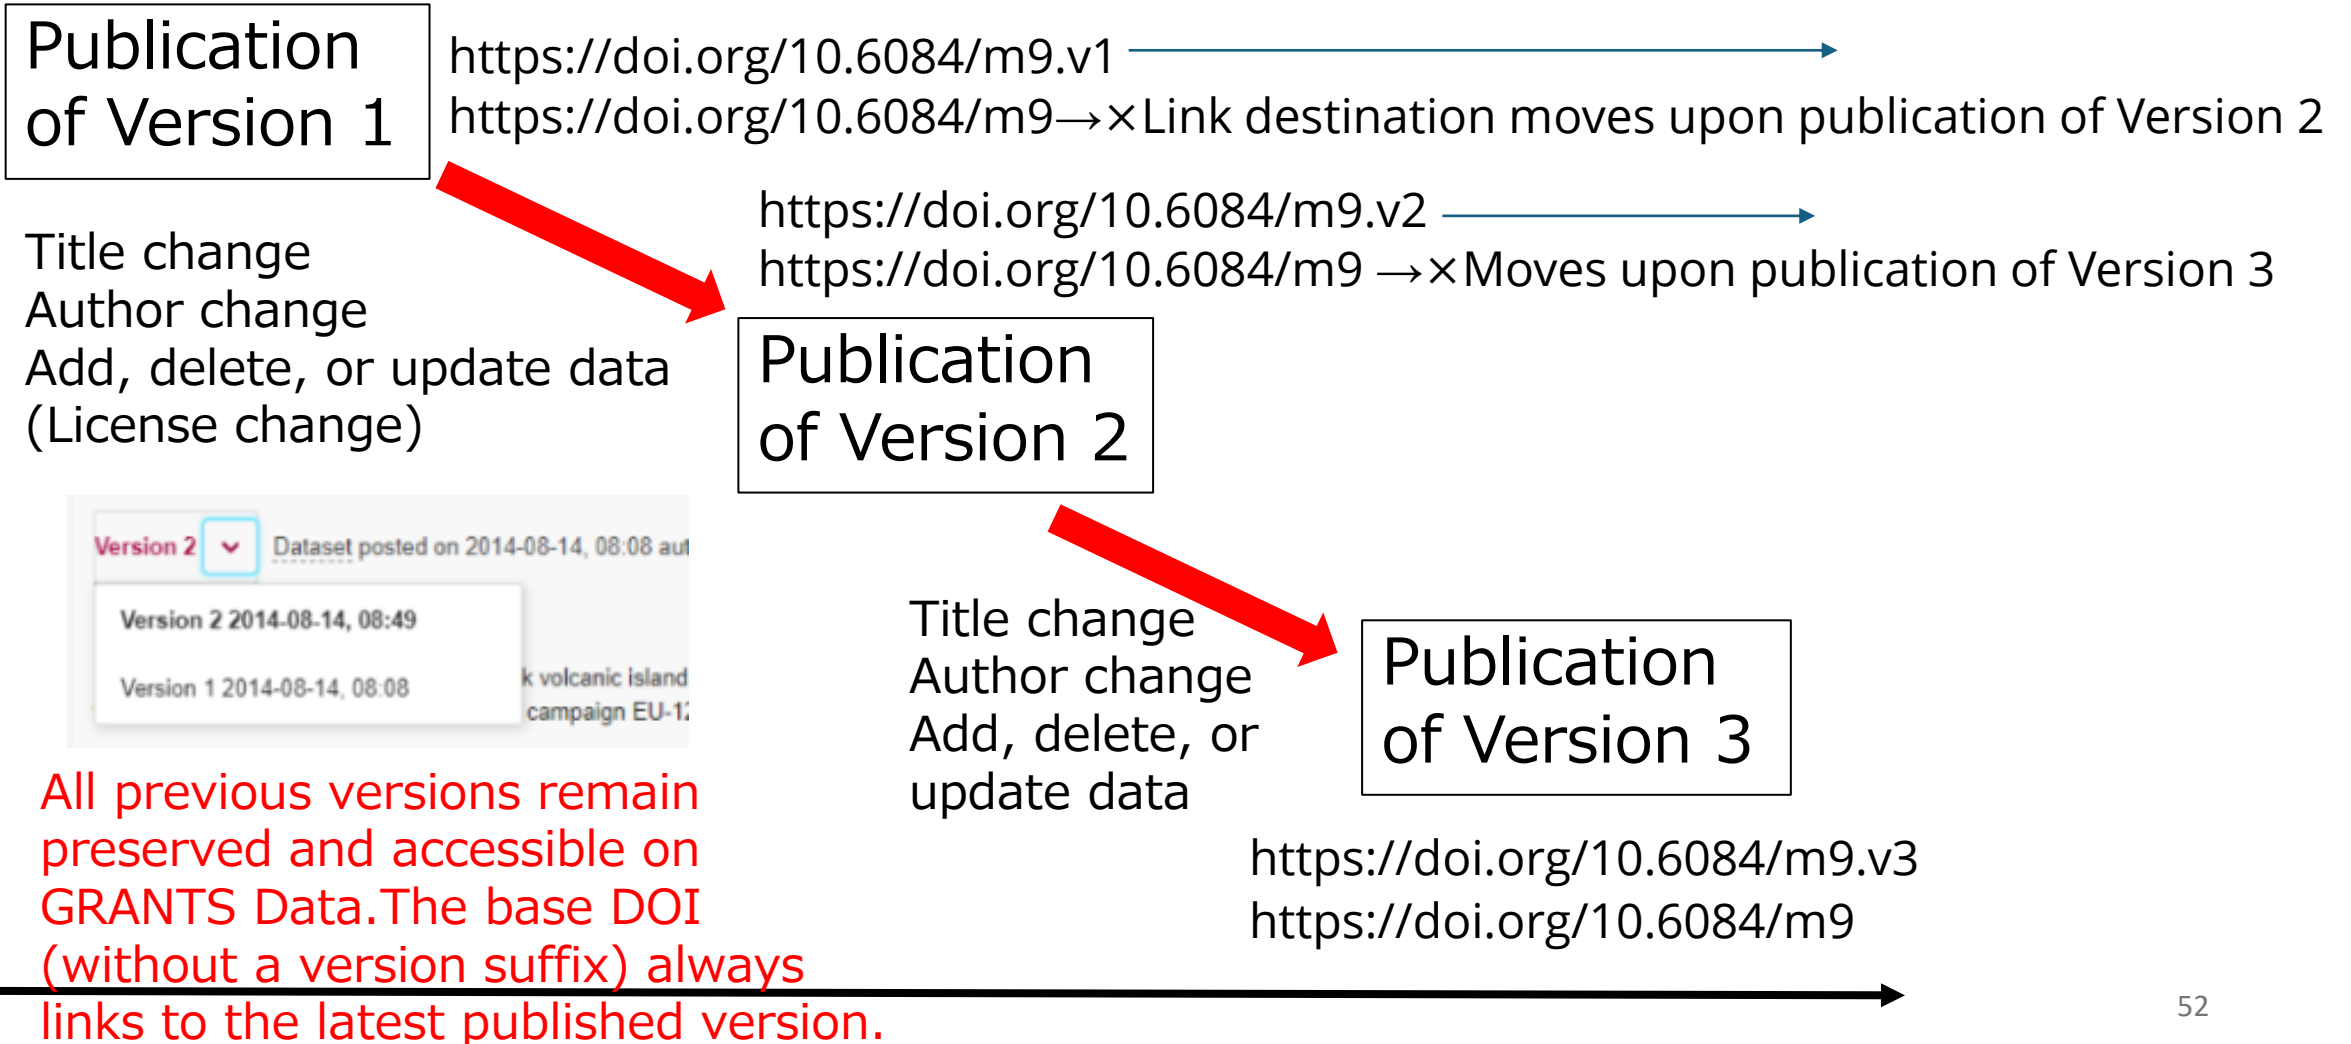 Publication
of Version 1
https://doi.org/10.6084/m9.v1
https://doi.org/10.6084/m9→×Link destination moves upon publication of Version 2
https://doi.org/10.6084/m9.v2
https://doi.org/10.6084/m9 →×Moves upon publication of Version 3
Title change
Author change
Add, delete, or update data
(License change)
Publication
of Version 2
Version 2
Dataset posted on 2014-08-14, 08:08 aut
Version 2 2014-08-14, 08:49
Version 1 2014-08-14, 08:08
k volcanic island
campaign EU-12
Title change
Author change
Add, delete, or
update data
Publication
of Version 3
All previous versions remain
preserved and accessible on
GRANTS Data.The base DOI
(without a version suffix) always
links to the latest published version.
https://doi.org/10.6084/m9.v3
https://doi.org/10.6084/m9
52